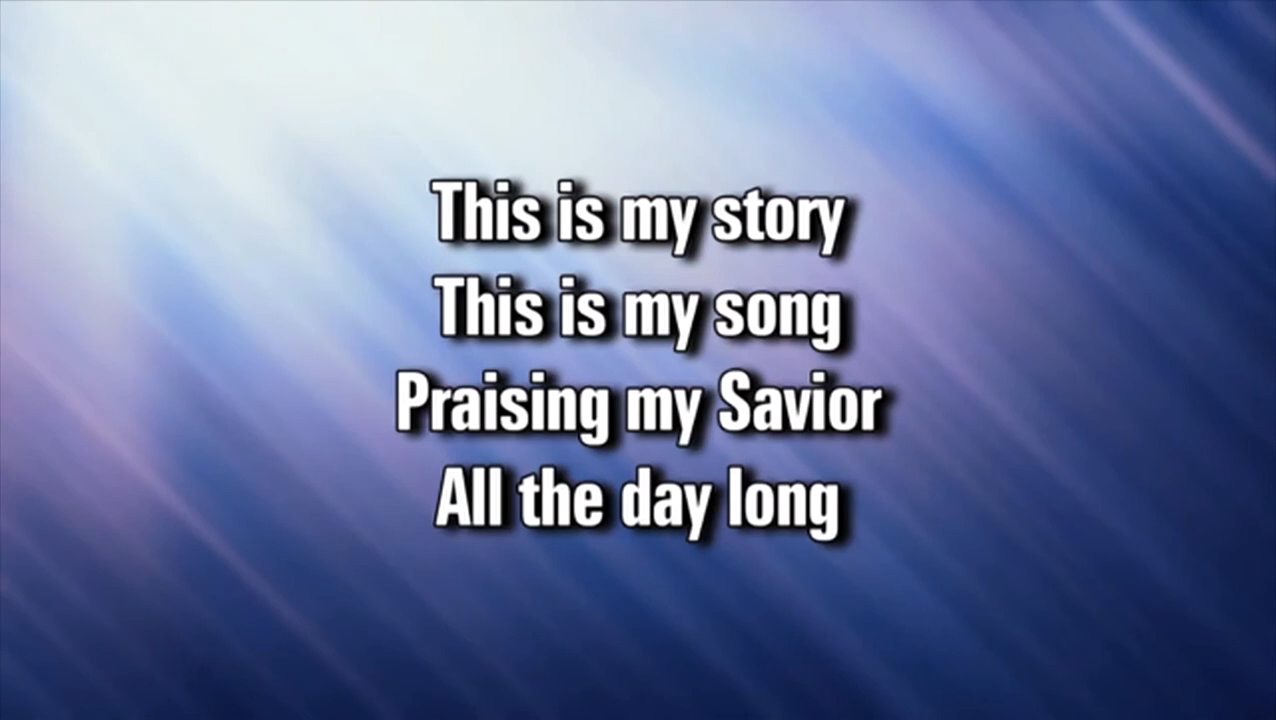 This is my story
This is my song
Praising my Savior
All the day long